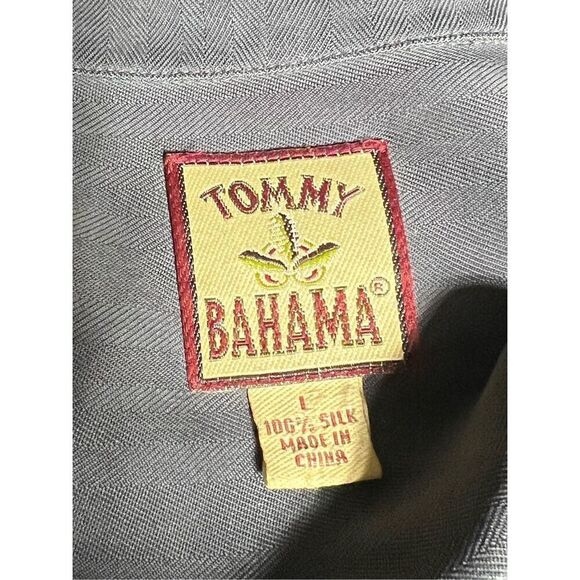 TOMMY
BAHAMA®
L
100% SILK
MADE IN
CHINA